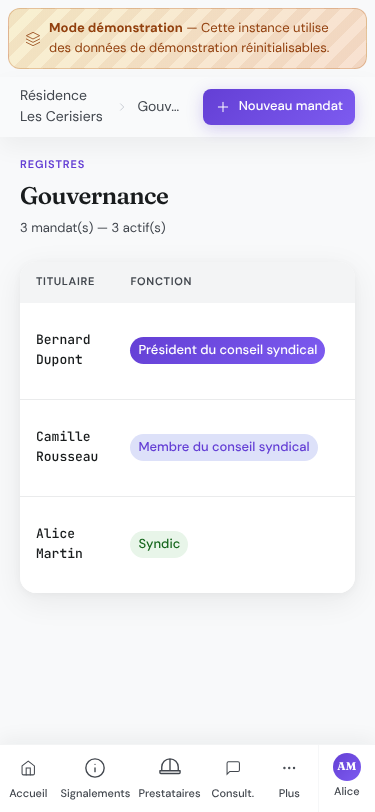 Mode démonstration — Cette instance utilise
des données de démonstration réinitialisables.
Résidence
Les Cerisiers
Gouv...
Nouveau mandat
REGISTRES
Gouvernance
3 mandat(s) — 3 actif(s)
TITULAIRE FONCTION
Bernard
Dupont
Président du conseil syndical
Camille
Rousseau
Membre du conseil syndical
Alice
Martin
Syndic
AM
Accueil Signalements Prestataires Consult. Plus Alice